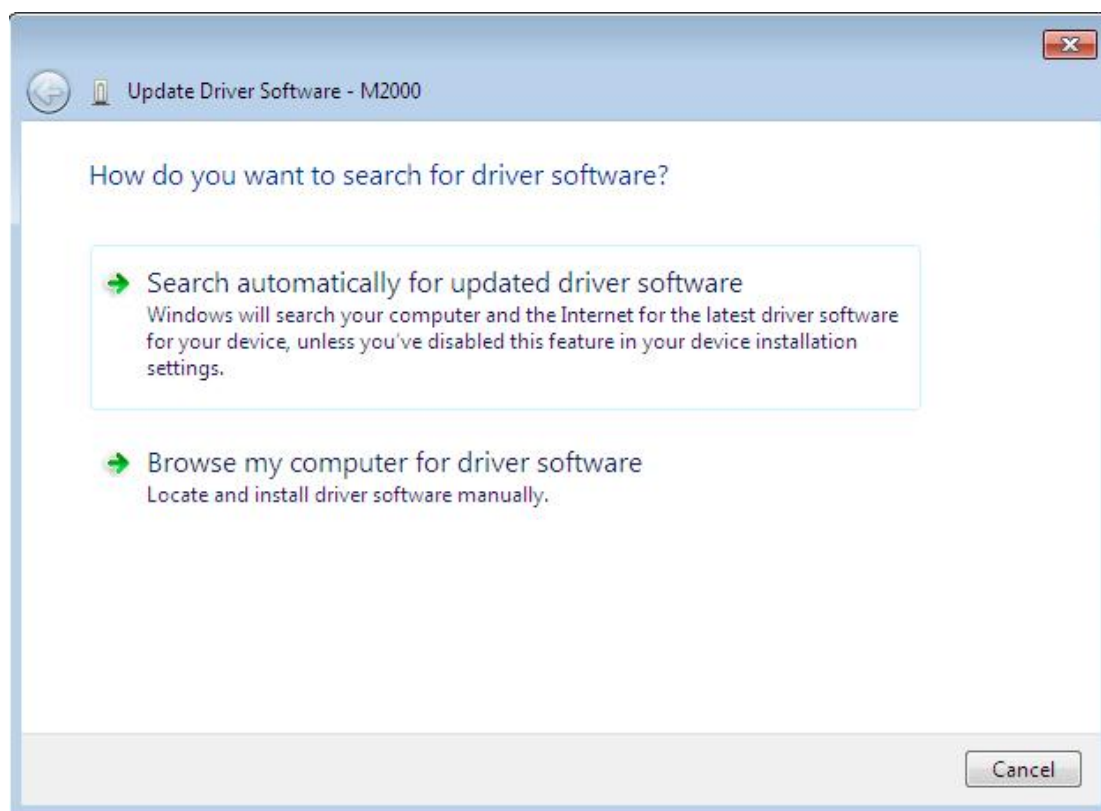 Update Driver Software - M2000
How do you want to search for driver software?
Search automatically for updated driver software
Windows will search your computer and the Internet for the latest driver software
for your device, unless you've disabled this feature in your device installation
settings.
Browse my computer for driver software
Locate and install driver software manually.
Cancel